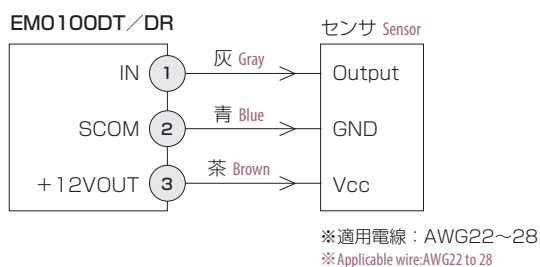 EM0100DT／DR
センサ Sensor
IN 1 灰 Gray Output
SCOM 2 青 Blue GND
+12VOUT 3 茶 Brown Vcc
※適用電線：AWG22～28
※Applicable wire:AWG22 to 28